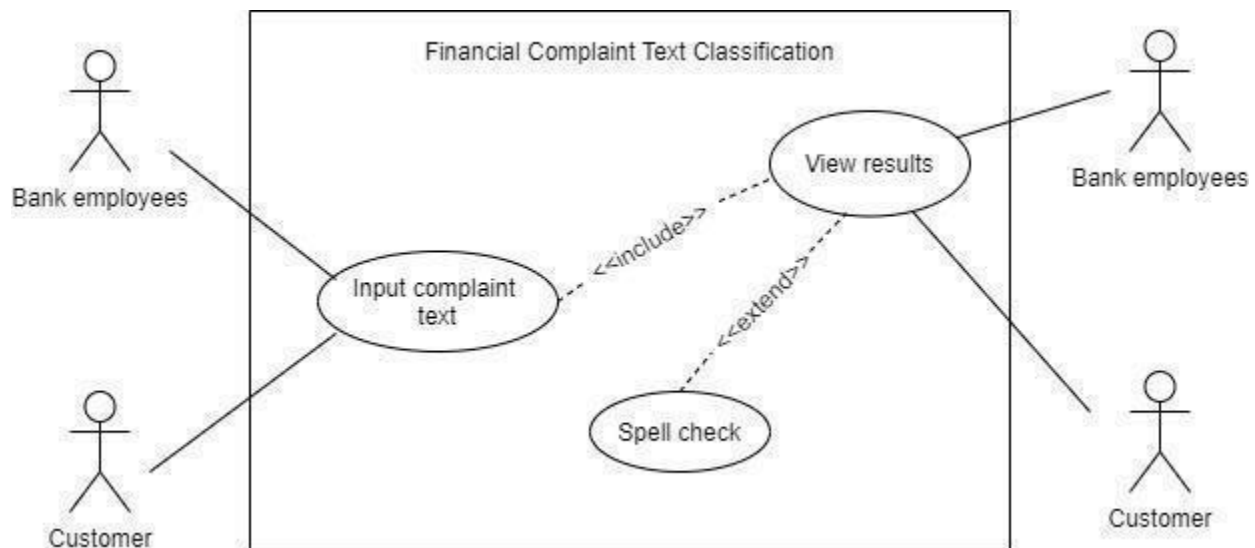 Financial Complaint Text Classification
Bank employees
View results
Bank employees
<<include>>
Input complaint
text
<<extend>>
Spell check
Customer
Customer